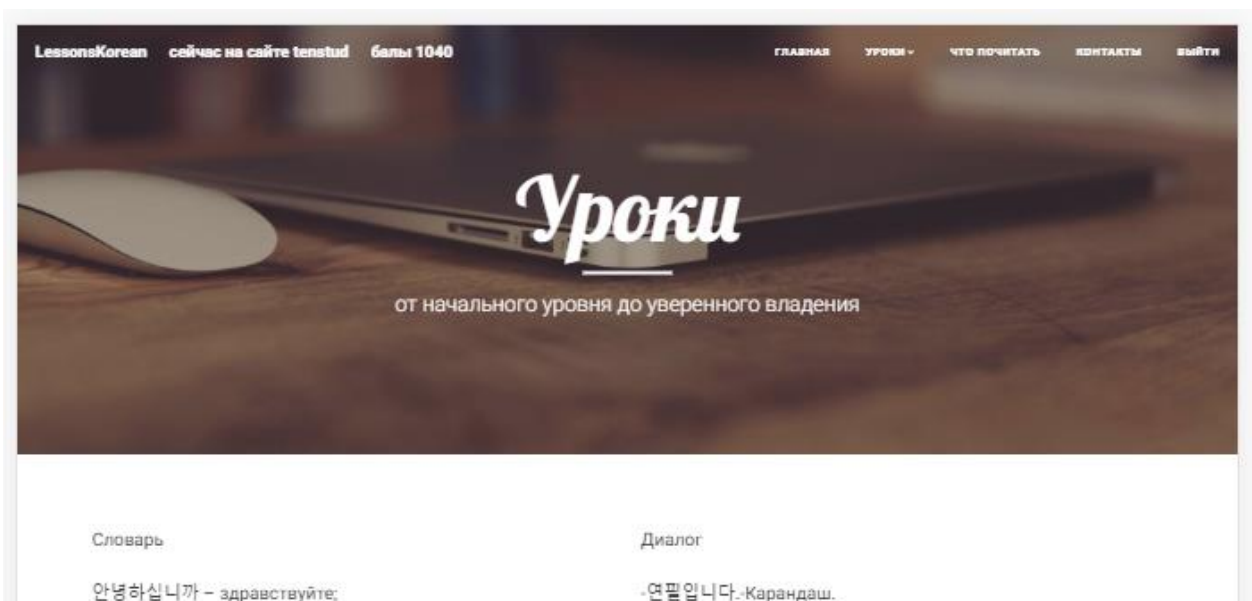 LessonsKorean сейчас на сайте tenstud балы 1040 ГЛАВНАЯ УРОКИ ЧТО ПОЧИТАТЬ КОНТАКТЫ ВЫЙТИ
Уроки
от начального уровня до уверенного владения
Словарь
안녕하십니까 – здравствуйте;
Диалог
-연필입니다.-Карандаш.